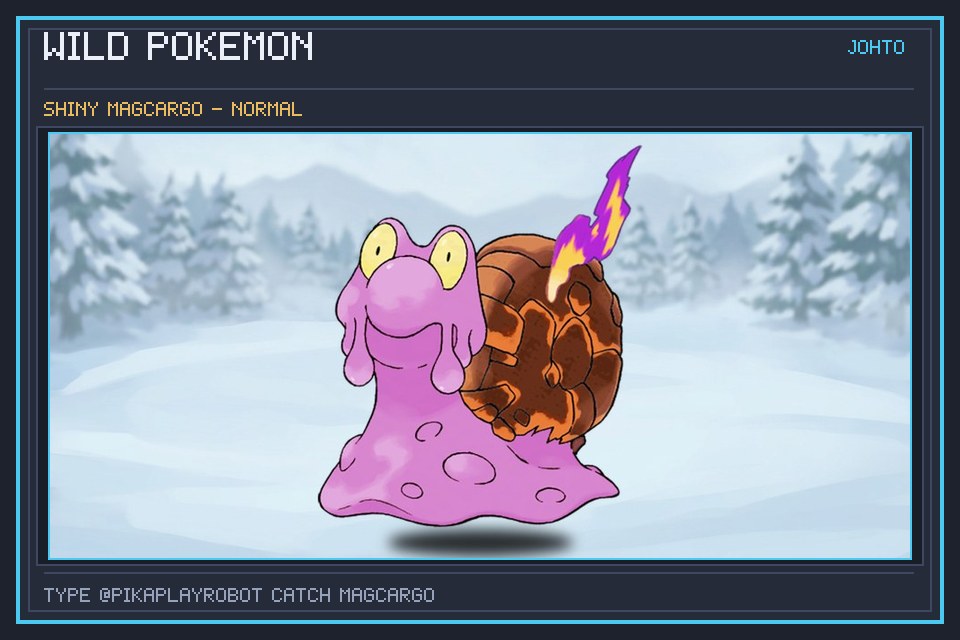 WILD POKEMON
JOHTO
SHINY MAGCARGO - NORMAL
TYPE @PIKAPLAYROBOT CATCH MAGCARGO